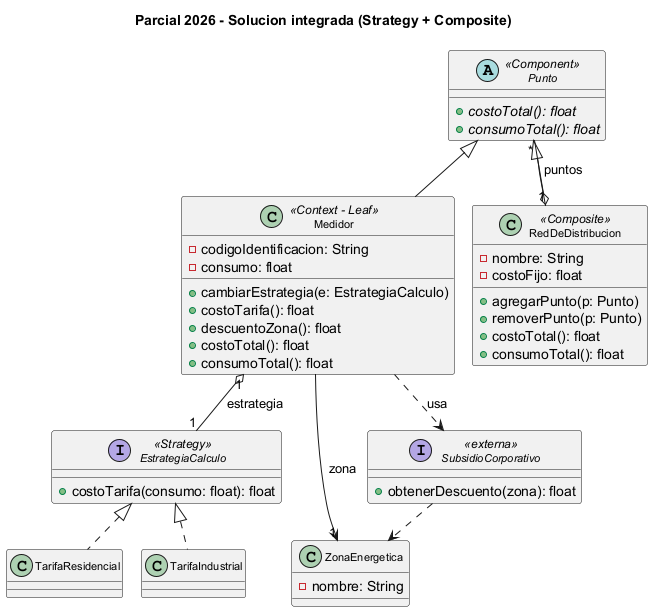 Parcial 2026 - Solucion integrada (Strategy + Composite)
A
«Component»
Punto
costoTotal(): float
consumoTotal(): float
*
puntos
C
«Context - Leaf»
Medidor
codigoIdentificacion: String
consumo: float
cambiarEstrategia(e: EstrategiaCalculo)
costoTarifa(): float
descuentoZona(): float
costoTotal(): float
consumoTotal(): float
C
«Composite»
RedDeDistribucion
nombre: String
costoFijo: float
agregarPunto(p: Punto)
removerPunto(p: Punto)
costoTotal(): float
consumoTotal(): float
1
estrategia
1
usa
I
«Strategy»
EstrategiaCalculo
costoTarifa(consumo: float): float
I
«externa»
SubsidioCorporativo
obtenerDescuento(zona): float
zona
C TarifaResidencial
C TarifaIndustrial
C ZonaEnergetica
nombre: String